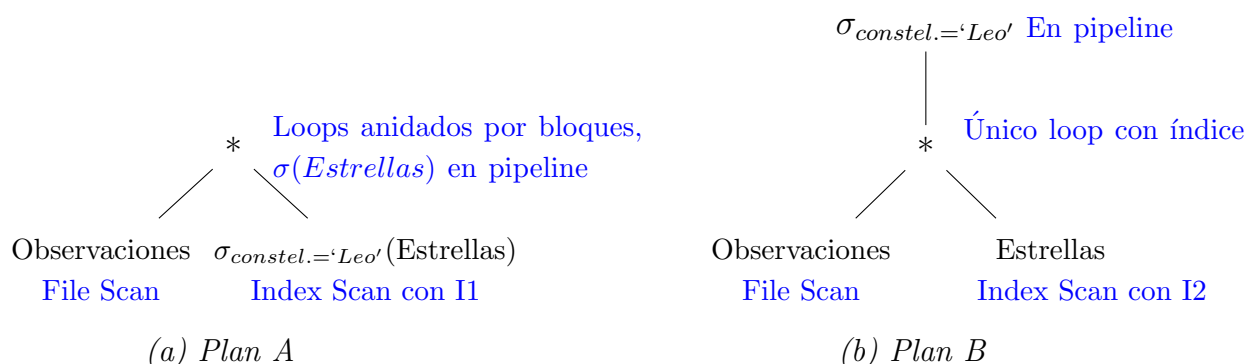 *
Loops anidados por bloques,
σ(Estrellas) en pipeline
Observaciones
File Scan
σconstel.=‘Leo′(Estrellas)
Index Scan con I1
(a) Plan A
σconstel.=‘Leo′ En pipeline
*
Único loop con índice
Observaciones
File Scan
Estrellas
Index Scan con I2
(b) Plan B